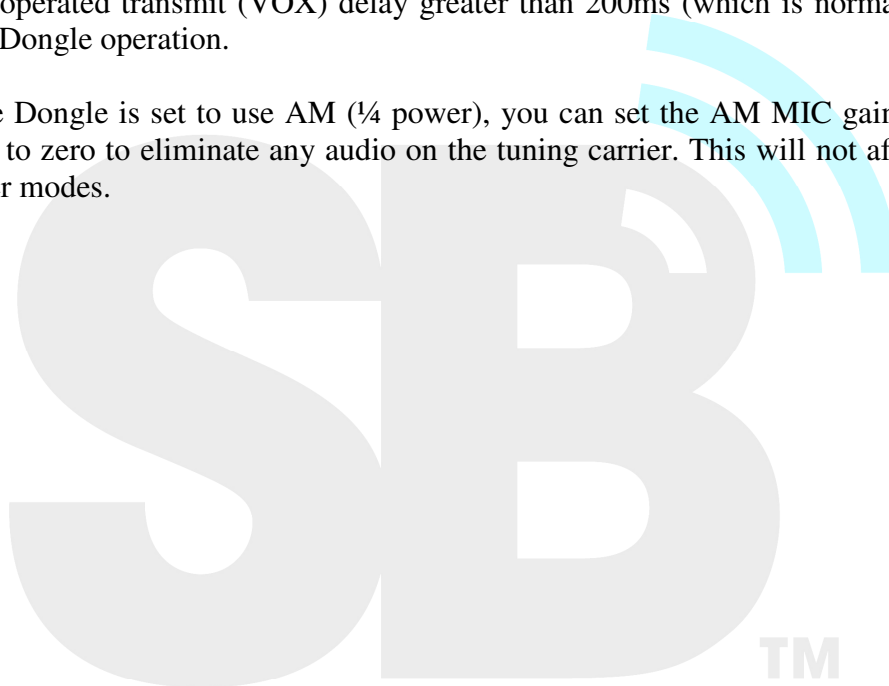 operated transmit (VOX) delay greater than 200ms (which is norma
Dongle operation.
e Dongle is set to use AM (¼ power), you can set the AM MIC gain
to zero to eliminate any audio on the tuning carrier. This will not af
r modes.
SB
TM